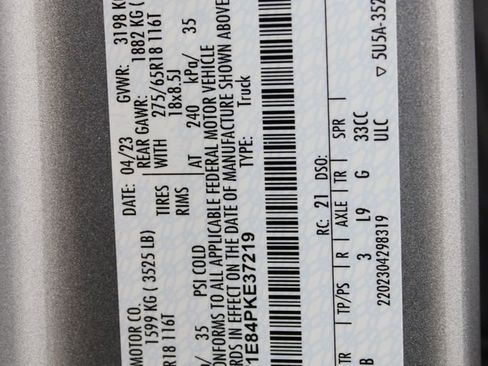 MOTOR CO.
DATE: 04/23 GVWR: 3198 KG
1599 KG ( 3525 LB) REAR GAWR: 1882 KG (
R18 116T TIRES WITH 275/65R18 116T
RIMS 18x8.5J
/ 35 PSI COLD AT 240 kPa/ 35
ONFORMS TO ALL APPLICABLE FEDERAL MOTOR VEHICLE
RDS IN EFFECT ON THE DATE OF MANUFACTURE SHOWN ABOVE
1E84PKE37219 TYPE: Truck
RC: 21 DSO:
TR TP/PS R AXLE TR SPR
B 3 L9 G 33CC
2202304298319 ULC
▽ 5U5A-352